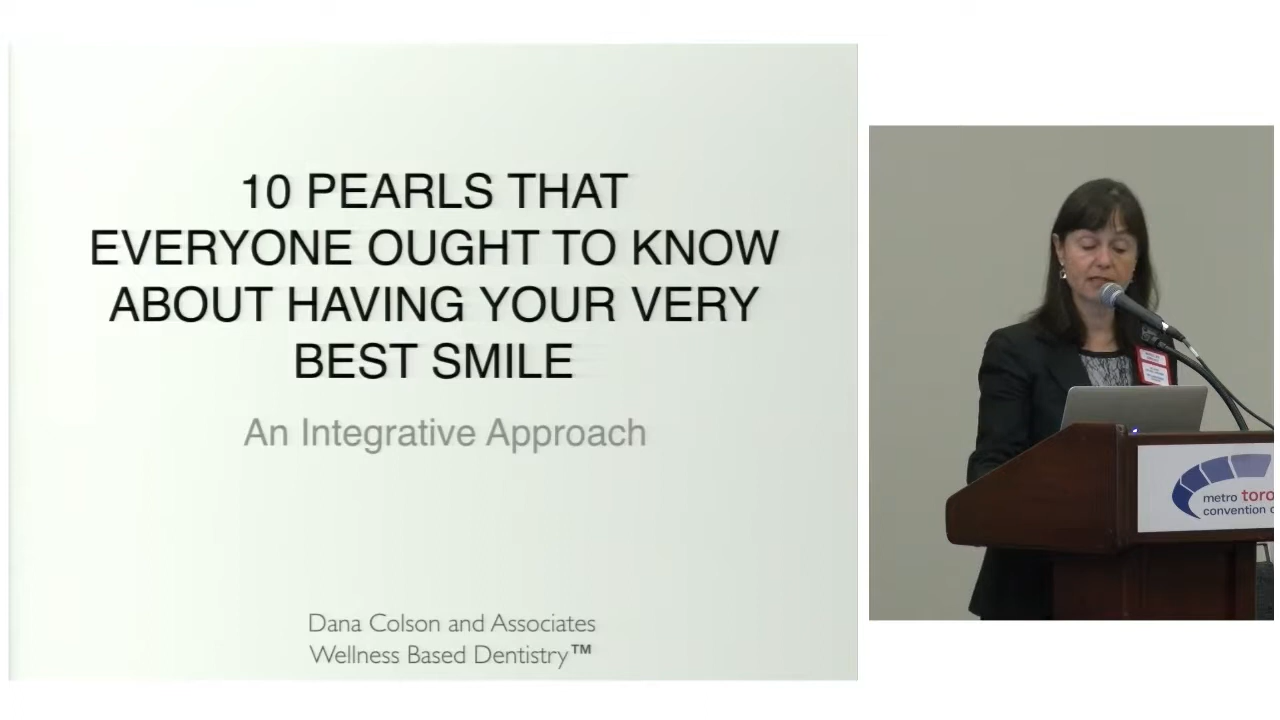 10 PEARLS THAT
EVERYONE OUGHT TO KNOW
ABOUT HAVING YOUR VERY
BEST SMILE
An Integrative Approach
Dana Colson and Associates
Wellness Based Dentistry™
metro toro
convention c